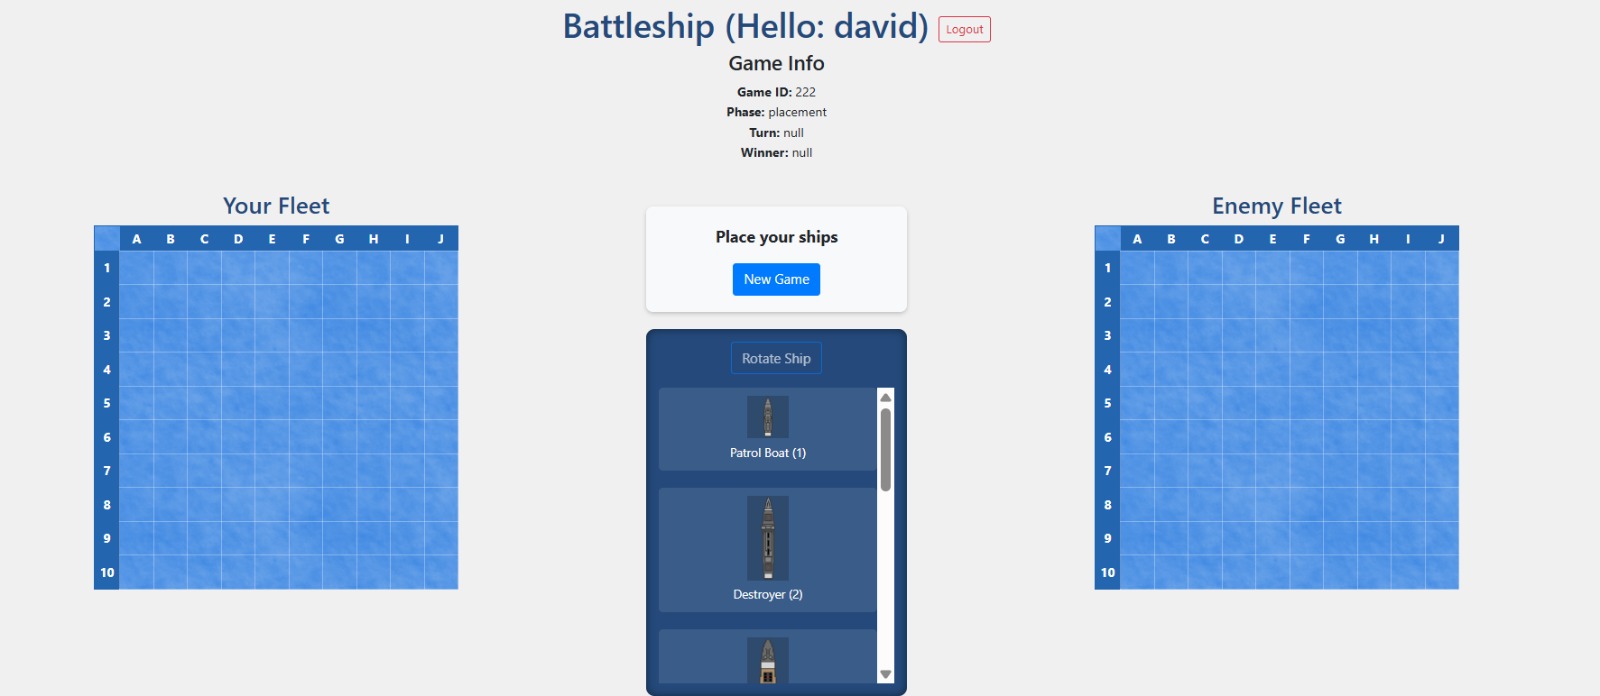 Battleship (Hello: david) Logout
Game Info
Game ID: 222
Phase: placement
Turn: null
Winner: null
Your Fleet
A B C D E F G H I J
1
2
3
4
5
6
7
8
9
10
Place your ships
New Game
Rotate Ship
Patrol Boat (1)
Destroyer (2)
Enemy Fleet
A B C D E F G H I J
1
2
3
4
5
6
7
8
9
10